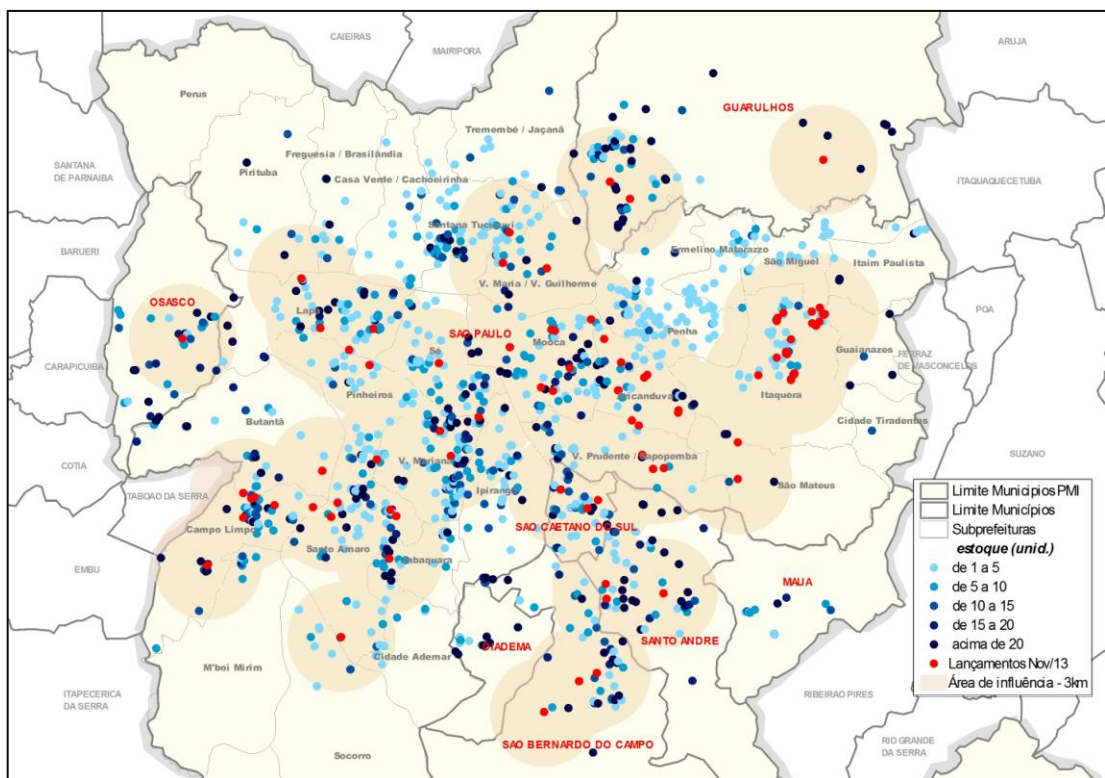 CAIEIRAS
MAIRIPORA
ARUJA
Perus
GUARULHOS
Tremembé / Jaçanã
Freguesia / Brasilândia
SANTANA
DE PARNAIBA
Pirituba
Casa Verde / Cachoeirinha
ITAQUAQUECETUBA
Santana Tucuruvi
BARUERI
Ermelino Matarazzo
São Miguel
Itaim Paulista
V. Maria / V. Guilherme
OSASCO
Lapa
POA
SAO PAULO
Mooca
Penha
Sé
Guaianazes
FERRAZ
DE VASCONCELOS
CARAPICUIBA
Pinheiros
Aricanduva
Itaquera
Butantã
Cidade Tiradentes
SUZANO
COTIA
V. Mariana
V. Prudente / Sapopemba
TABOAO DA SERRA
Ipiranga
São Mateus
Campo Limpo
SAO CAETANO DO SUL
Santo Amaro
Jabaquara
EMBU
MAUA
DIADEMA
SANTO ANDRE
Cidade Ademar
M'boi Mirim
ITAPECERICA
DA SERRA
RIBEIRAO PIRES
SAO BERNARDO DO CAMPO
RIO GRANDE
DA SERRA
Socorro
Limite Municipios PMI
Limite Municípios
Subprefeituras
estoque (unid.)
de 1 a 5
de 5 a 10
de 10 a 15
de 15 a 20
acima de 20
Lançamentos Nov/13
Área de influência - 3km